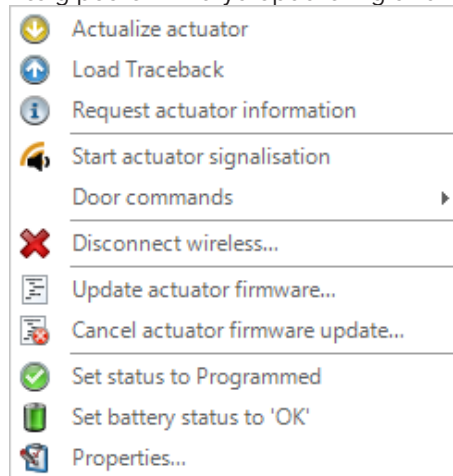 Actualize actuator
Load Traceback
Request actuator information
Start actuator signalisation
Door commands
Disconnect wireless...
Update actuator firmware...
Cancel actuator firmware update...
Set status to Programmed
Set battery status to 'OK'
Properties...